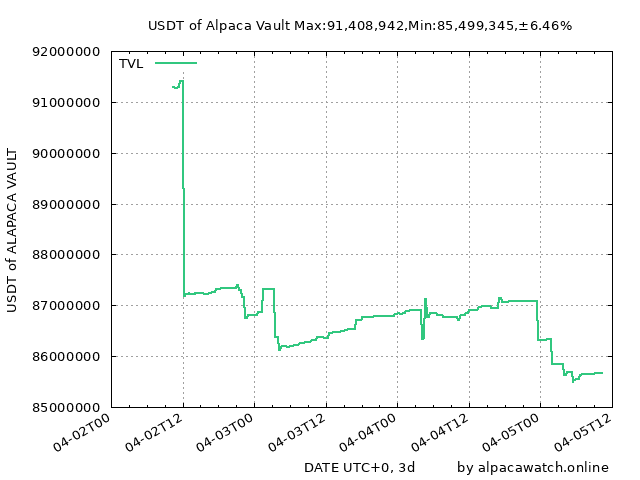 USDT of Alpaca Vault Max:91,408,942,Min:85,499,345,±6.46%
TVL
USDT of ALAPACA VAULT
92000000
91000000
90000000
89000000
88000000
87000000
86000000
85000000
04-02T00
04-02T12
04-03T00
04-03T12
04-04T00
04-04T12
04-05T00
04-05T12
DATE UTC+0, 3d
by alpacawatch.online